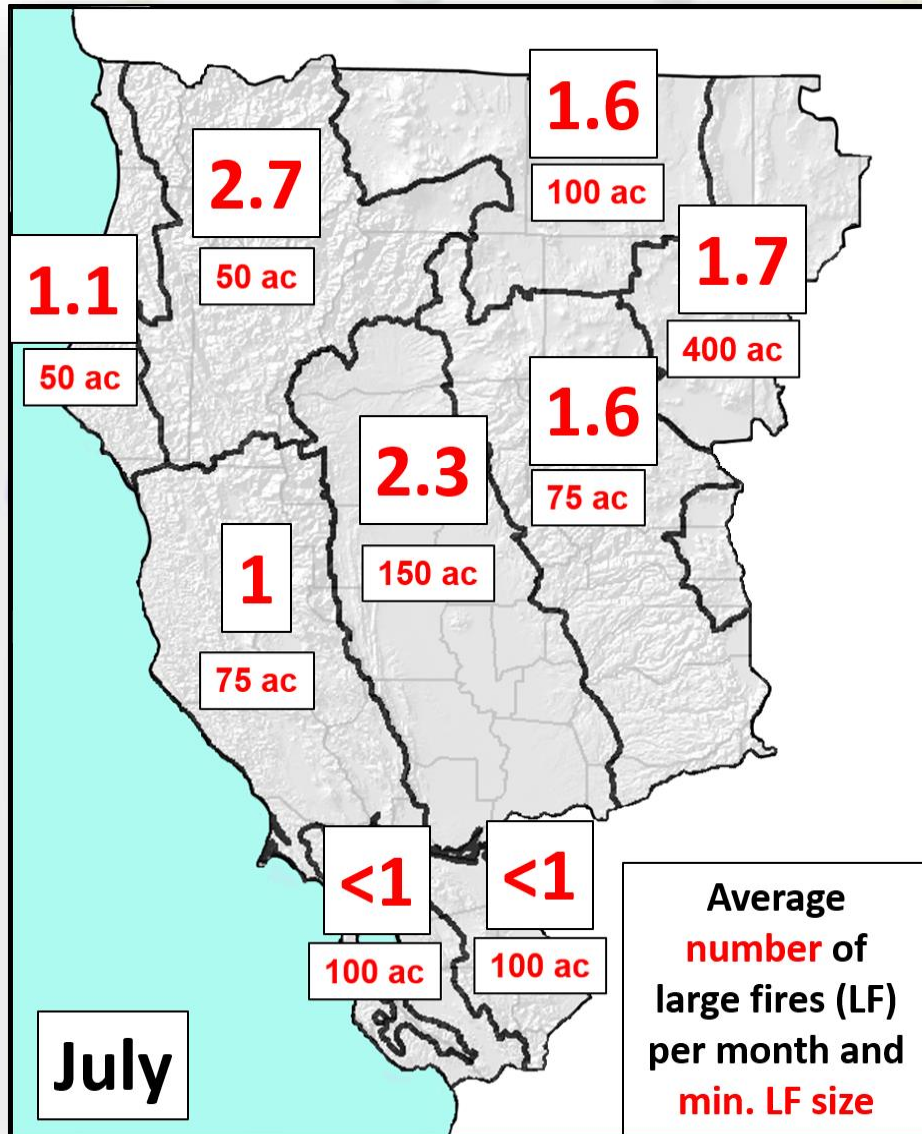 1.6
100 ac
2.7
50 ac
1.7
400 ac
1.1
50 ac
1.6
75 ac
2.3
150 ac
1
75 ac
<1
100 ac
<1
100 ac
July
Average
number of
large fires (LF)
per month and
min. LF size